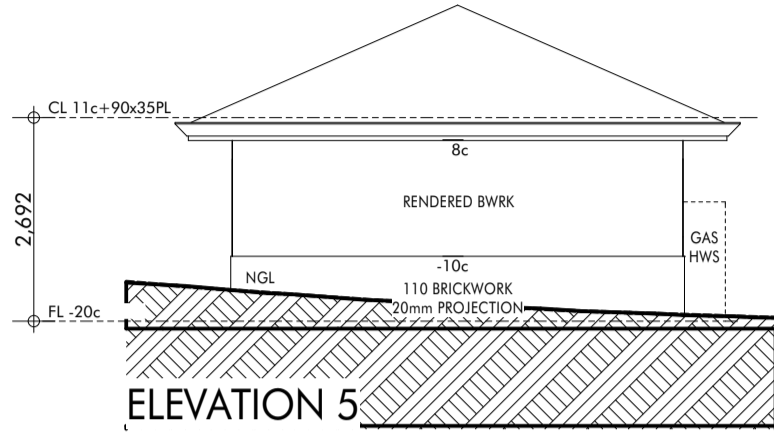 CL 11c+90x35PL
8c
2,692
RENDERED BWRK
GAS
HWS
-10c
NGL
110 BRICKWORK
20mm PROJECTION
FL -20c
ELEVATION 5